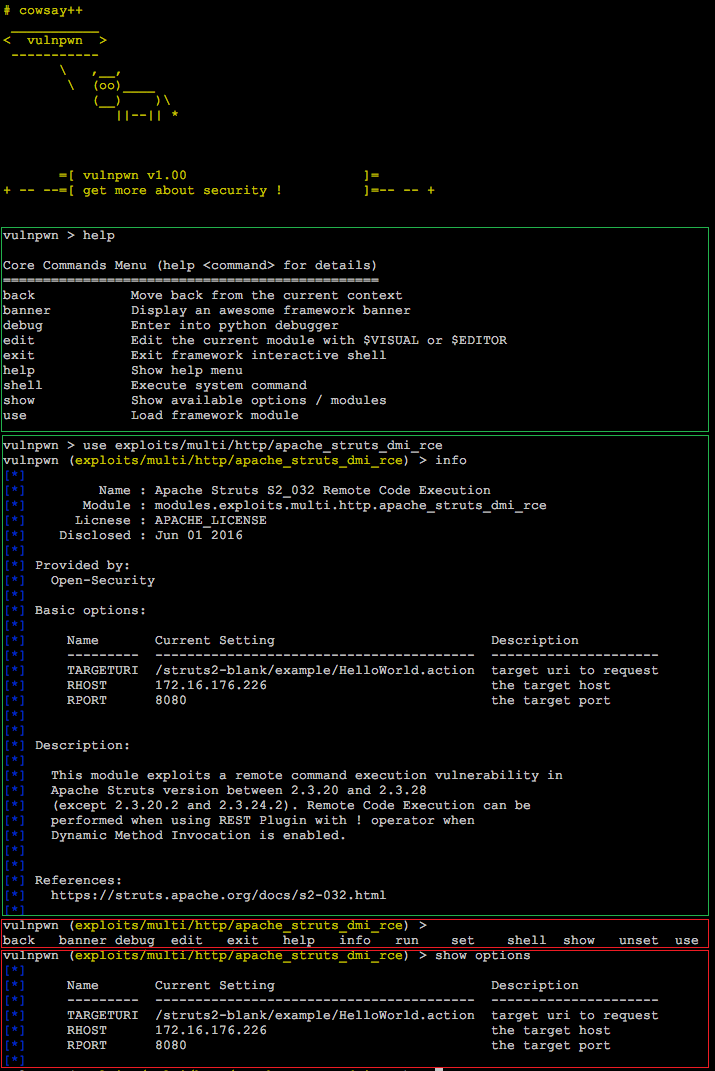 # cowsay++
 ____________
<  vulnpwn  >
 -----------
       \   ,__,
        \  (oo)____
           (__)    )\
              ||--|| *
       =[ vulnpwn v1.00                      ]=
+ -- --=[ get more about security !          ]=-- -- +
vulnpwn > help
Core Commands Menu (help <command> for details)
===============================================
back            Move back from the current context
banner          Display an awesome framework banner
debug           Enter into python debugger
edit            Edit the current module with $VISUAL or $EDITOR
exit            Exit framework interactive shell
help            Show help menu
shell           Execute system command
show            Show available options / modules
use             Load framework module
vulnpwn > use exploits/multi/http/apache_struts_dmi_rce
vulnpwn (exploits/multi/http/apache_struts_dmi_rce) > info
[*]
[*]         Name : Apache Struts S2_032 Remote Code Execution
[*]       Module : modules.exploits.multi.http.apache_struts_dmi_rce
[*]      Licnese : APACHE_LICENSE
[*]    Disclosed : Jun 01 2016
[*]
[*] Provided by:
[*]   Open-Security
[*]
[*] Basic options:
[*]
[*]     Name       Current Setting                           Description
[*]     ---------  ----------------------------------------  ---------------------
[*]     TARGETURI  /struts2-blank/example/HelloWorld.action  target uri to request
[*]     RHOST      172.16.176.226                            the target host
[*]     RPORT      8080                                      the target port
[*]
[*]
[*] Description:
[*]
[*]   This module exploits a remote command execution vulnerability in
[*]   Apache Struts version between 2.3.20 and 2.3.28
[*]   (except 2.3.20.2 and 2.3.24.2). Remote Code Execution can be
[*]   performed when using REST Plugin with ! operator when
[*]   Dynamic Method Invocation is enabled.
[*]
[*]
[*] References:
[*]   https://struts.apache.org/docs/s2-032.html
[*]
vulnpwn (exploits/multi/http/apache_struts_dmi_rce) >
back   banner debug  edit   exit   help   info   run    set    shell  show   unset  use
vulnpwn (exploits/multi/http/apache_struts_dmi_rce) > show options
[*]
[*]     Name       Current Setting                           Description
[*]     ---------  ----------------------------------------  ---------------------
[*]     TARGETURI  /struts2-blank/example/HelloWorld.action  target uri to request
[*]     RHOST      172.16.176.226                            the target host
[*]     RPORT      8080                                      the target port
[*]